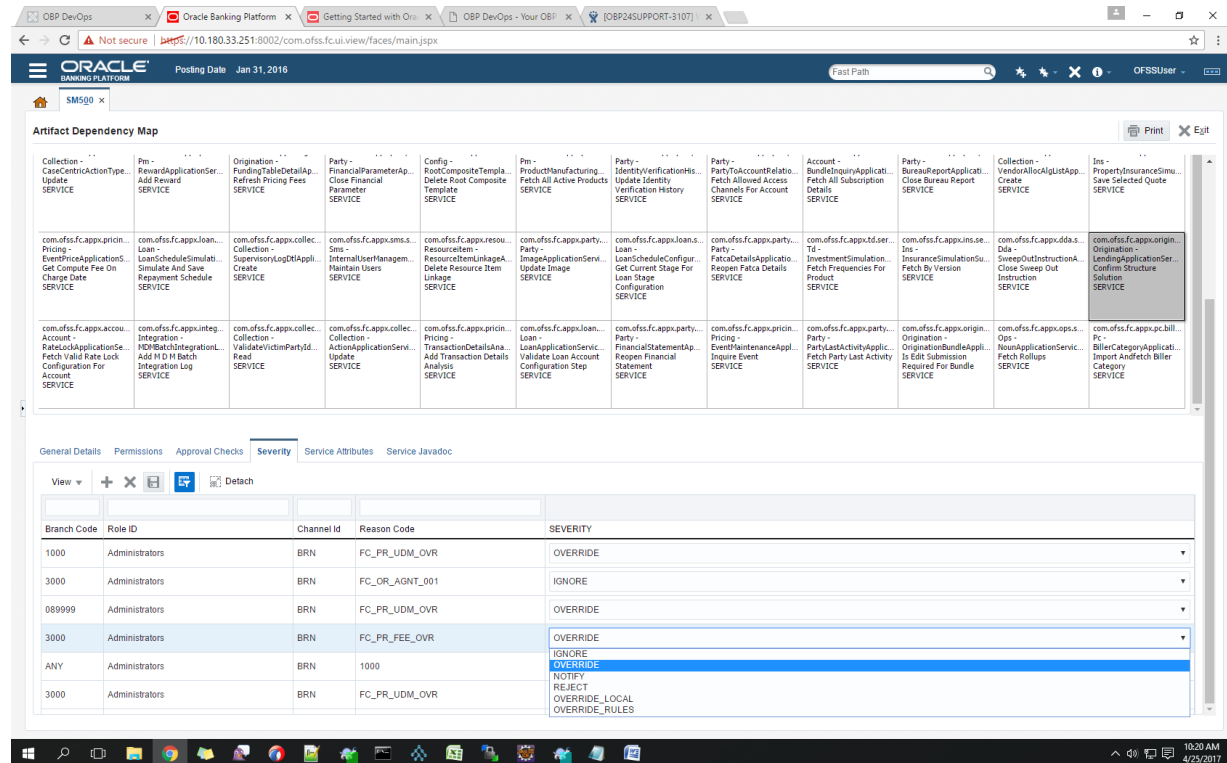 OBP DevOps
Oracle Banking Platform
Getting Started with Ora
OBP DevOps - Your OBP
[OBP24SUPPORT-3107]
Not secure | https://10.180.33.251:8002/com.ofss.fc.ui.view/faces/main.jspx
ORACLE
BANKING PLATFORM
Posting Date Jan 31, 2016
Fast Path
OFSSUser
SM500
Artifact Dependency Map
Print
Exit
Collection -
CaseCentricActionType...
Update
SERVICE
Pm -
RewardApplicationSer...
Add Reward
SERVICE
Origination -
FundingTableDetailAp...
Refresh Pricing Fees
SERVICE
Party -
FinancialParameterAp...
Close Financial
Parameter
SERVICE
Config -
RootCompositeTempla...
Delete Root Composite
Template
SERVICE
Pm -
ProductManufacturing...
Fetch All Active Products
SERVICE
Party -
IdentityVerificationHis...
Update Identity
Verification History
SERVICE
Party -
PartyToAccountRelatio...
Fetch Allowed Access
Channels For Account
SERVICE
Account -
BundleInquiryApplicati...
Fetch All Subscription
Details
SERVICE
Party -
BureauReportApplicati...
Close Bureau Report
SERVICE
Collection -
VendorAllocAlgListApp...
Create
SERVICE
Ins -
PropertyInsuranceSimu...
Save Selected Quote
SERVICE
com.ofss.fc.appx.pricin...
Pricing -
EventPriceApplicationS...
Get Compute Fee On
Charge Date
SERVICE
com.ofss.fc.appx.loan....
Loan -
LoanScheduleSimulati...
Simulate And Save
Repayment Schedule
SERVICE
com.ofss.fc.appx.collec...
Collection -
SupervisoryLogDtlAppli...
Create
SERVICE
com.ofss.fc.appx.sms.s...
Sms -
InternalUserManagem...
Maintain Users
SERVICE
com.ofss.fc.appx.resou...
Resourceitem -
ResourceItemLinkageA...
Delete Resource Item
Linkage
SERVICE
com.ofss.fc.appx.party....
Party -
ImageApplicationServi...
Update Image
SERVICE
com.ofss.fc.appx.loan.s...
Loan -
LoanScheduleConfigur...
Get Current Stage For
Loan Stage
Configuration
SERVICE
com.ofss.fc.appx.party....
Party -
FatcaDetailsApplicatio...
Reopen Fatca Details
SERVICE
com.ofss.fc.appx.td.ser...
Td -
InvestmentSimulation...
Fetch Frequencies For
Product
SERVICE
com.ofss.fc.appx.ins.se...
Ins -
InsuranceSimulationSu...
Fetch By Version
SERVICE
com.ofss.fc.appx.dda.s...
Dda -
SweepOutInstructionA...
Close Sweep Out
Instruction
SERVICE
com.ofss.fc.appx.origin...
Origination -
LendingApplicationSer...
Confirm Structure
Solution
SERVICE
com.ofss.fc.appx.accou...
Account -
RateLockApplicationSe...
Fetch Valid Rate Lock
Configuration For
Account
SERVICE
com.ofss.fc.appx.integ...
Integration -
MDMBatchIntegrationL...
Add M D M Batch
Integration Log
SERVICE
com.ofss.fc.appx.collec...
Collection -
ValidateVictimPartyId...
Read
SERVICE
com.ofss.fc.appx.collec...
Collection -
ActionApplicationServi...
Update
SERVICE
com.ofss.fc.appx.pricin...
Pricing -
TransactionDetailsAna...
Add Transaction Details
Analysis
SERVICE
com.ofss.fc.appx.loan....
Loan -
LoanApplicationServic...
Validate Loan Account
Configuration Step
SERVICE
com.ofss.fc.appx.party....
Party -
FinancialStatementAp...
Reopen Financial
Statement
SERVICE
com.ofss.fc.appx.pricin...
Pricing -
EventMaintenanceAppl...
Inquire Event
SERVICE
com.ofss.fc.appx.party....
Party -
PartyLastActivityApplic...
Fetch Party Last Activity
SERVICE
com.ofss.fc.appx.origin...
Origination -
OriginationBundleAppli...
Is Edit Submission
Required For Bundle
SERVICE
com.ofss.fc.appx.ops.s...
Ops -
NounApplicationServic...
Fetch Rollups
SERVICE
com.ofss.fc.appx.pc.bill...
Pc -
BillerCategoryApplicati...
Import Andfetch Biller
Category
SERVICE
General Details Permissions Approval Checks Severity Service Attributes Service Javadoc
View
Detach
Branch Code Role ID Channel Id Reason Code SEVERITY
1000 Administrators BRN FC_PR_UDM_OVR OVERRIDE
3000 Administrators BRN FC_OR_AGNT_001 IGNORE
089999 Administrators BRN FC_PR_UDM_OVR OVERRIDE
3000 Administrators BRN FC_PR_FEE_OVR OVERRIDE
ANY Administrators BRN 1000
3000 Administrators BRN FC_PR_UDM_OVR
IGNORE
OVERRIDE
NOTIFY
REJECT
OVERRIDE_LOCAL
OVERRIDE_RULES
10:20 AM
4/25/2017